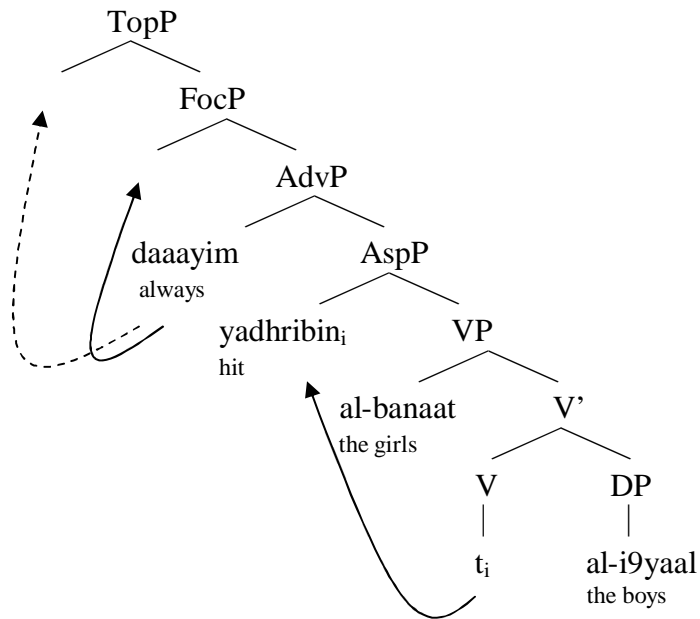 TopP
FocP
AdvP
daaayim
always
AspP
yadhribinᵢ
hit
VP
al-banaat
the girls
V’
V
DP
tᵢ
al-i9yaal
the boys